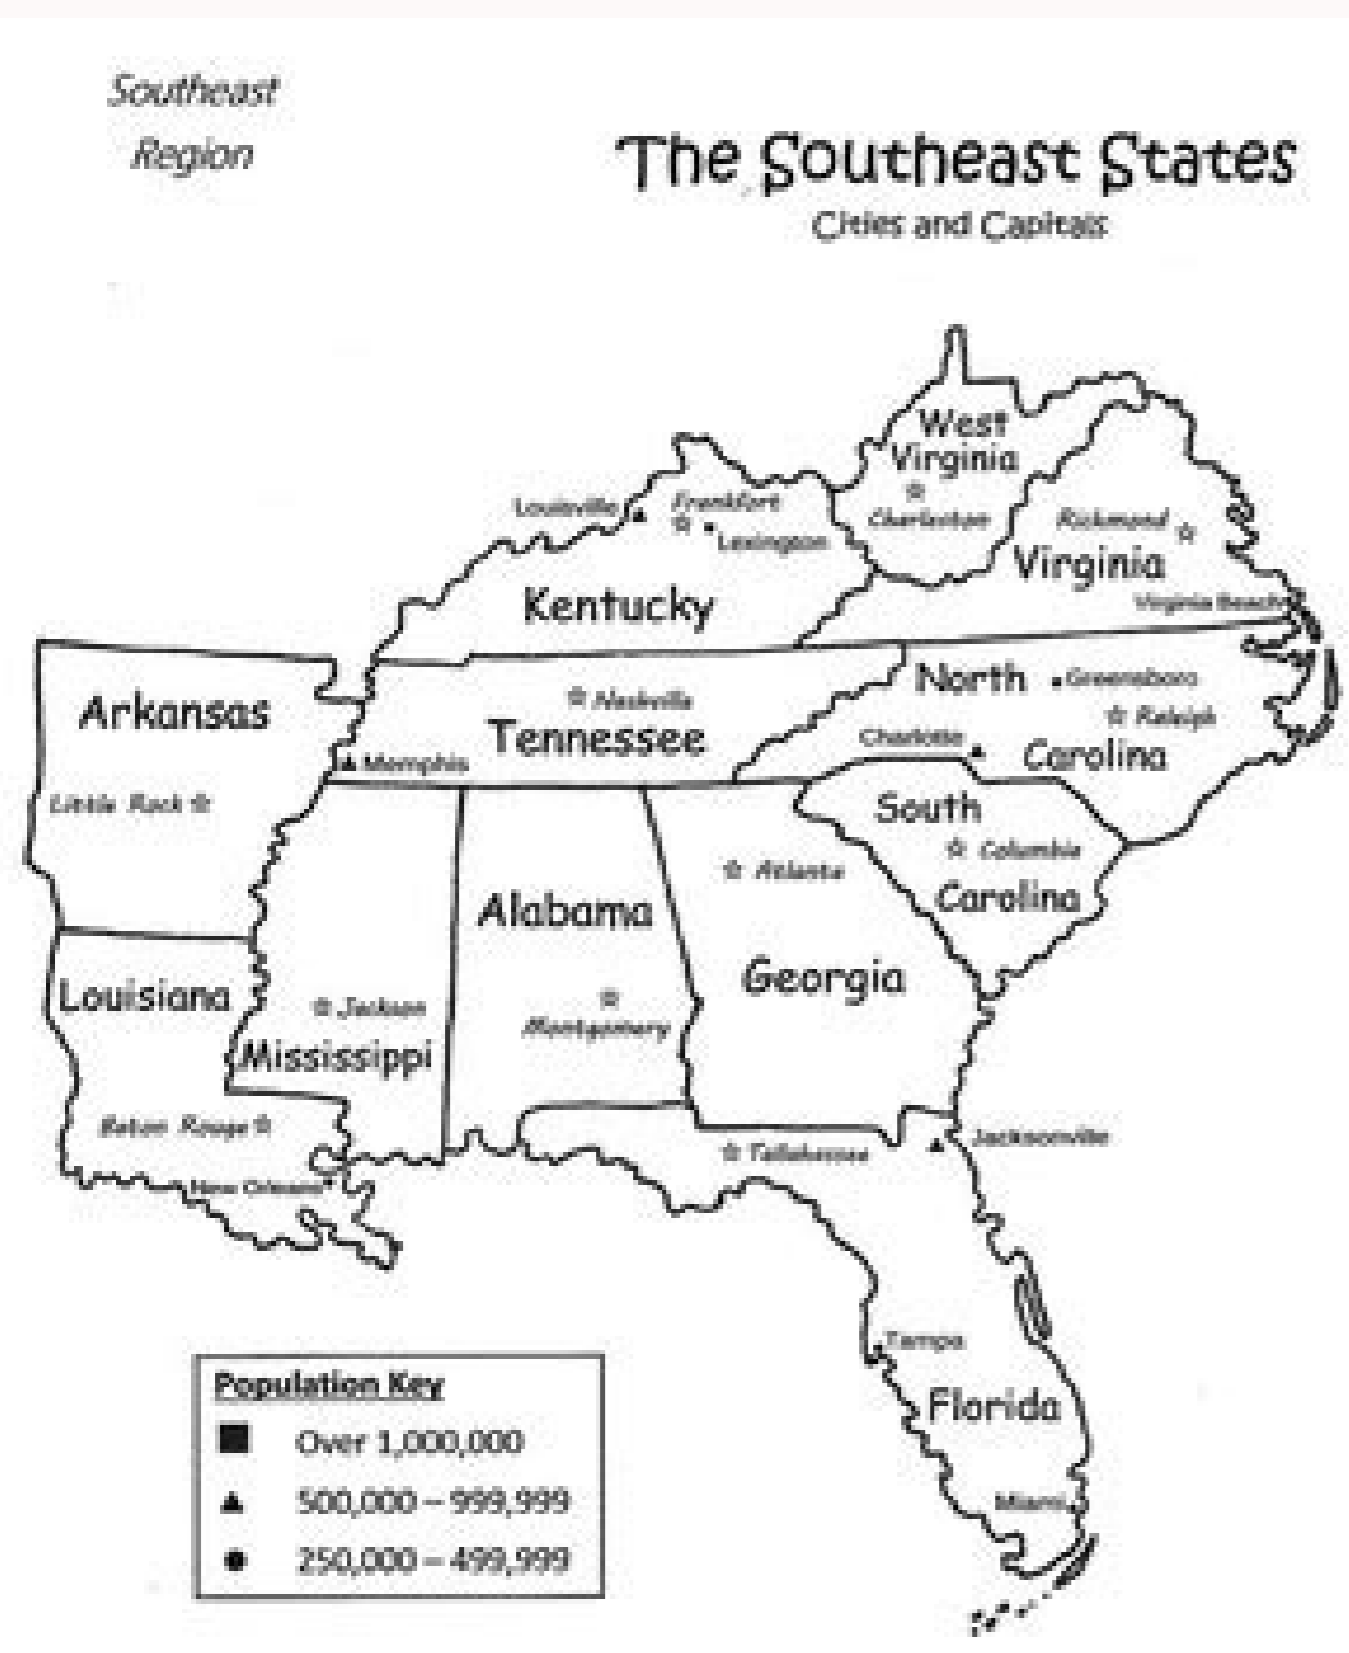 Southeast
Region
The Southeast States
Cities and Capitals
West
Virginia
Charleston
Louisville
Frankfort
Lexington
Richmond
Virginia
Virginia Beach
Kentucky
Arkansas
Little Rock
Nashville
Tennessee
Memphis
North
Greensboro
Raleigh
Charlotte
Carolina
South
Columbia
Carolina
Atlanta
Georgia
Alabama
Montgomery
Louisiana
Jackson
Mississippi
Baton Rouge
New Orleans
Tallahassee
Jacksonville
Tampa
Florida
Miami
Population Key
Over 1,000,000
500,000 – 999,999
250,000 – 499,999